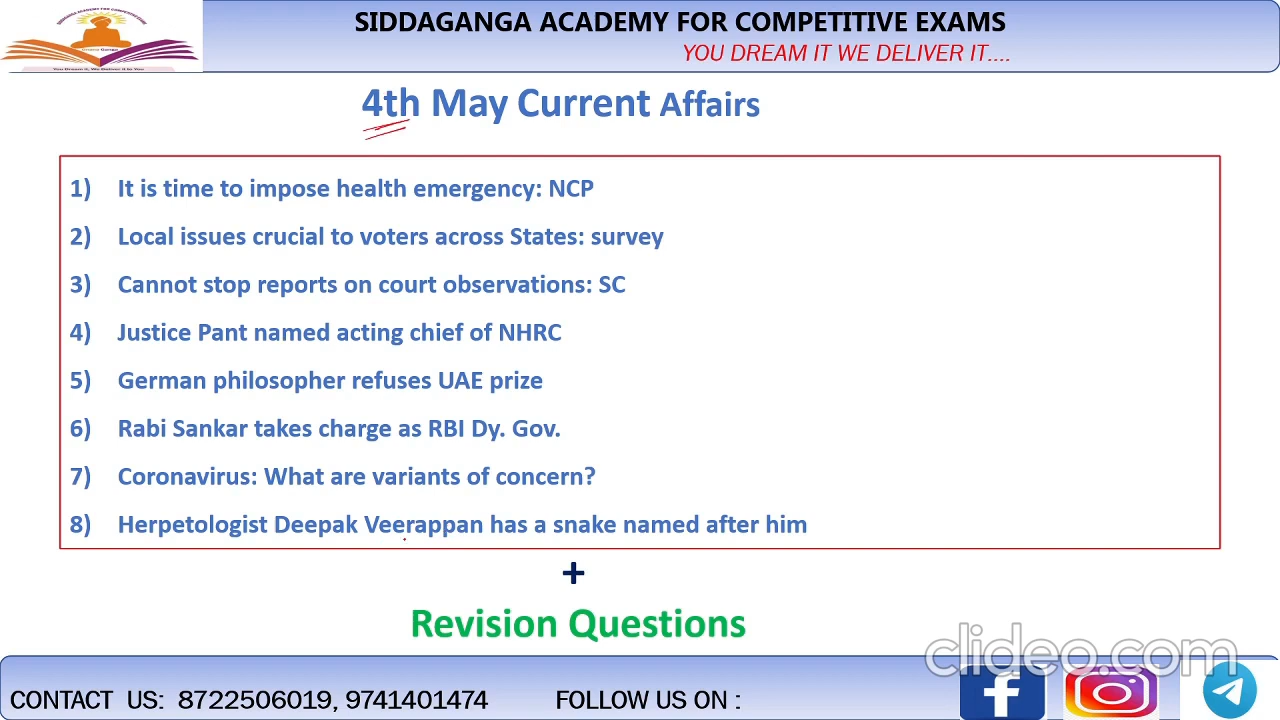 SIDDAGANGA ACADEMY FOR COMPETITIVE EXAMS
YOU DREAM IT WE DELIVER IT....
4th May Current Affairs
1) It is time to impose health emergency: NCP
2) Local issues crucial to voters across States: survey
3) Cannot stop reports on court observations: SC
4) Justice Pant named acting chief of NHRC
5) German philosopher refuses UAE prize
6) Rabi Sankar takes charge as RBI Dy. Gov.
7) Coronavirus: What are variants of concern?
8) Herpetologist Deepak Veerappan has a snake named after him
+
Revision Questions
clideo.com
CONTACT US: 8722506019, 9741401474 FOLLOW US ON :